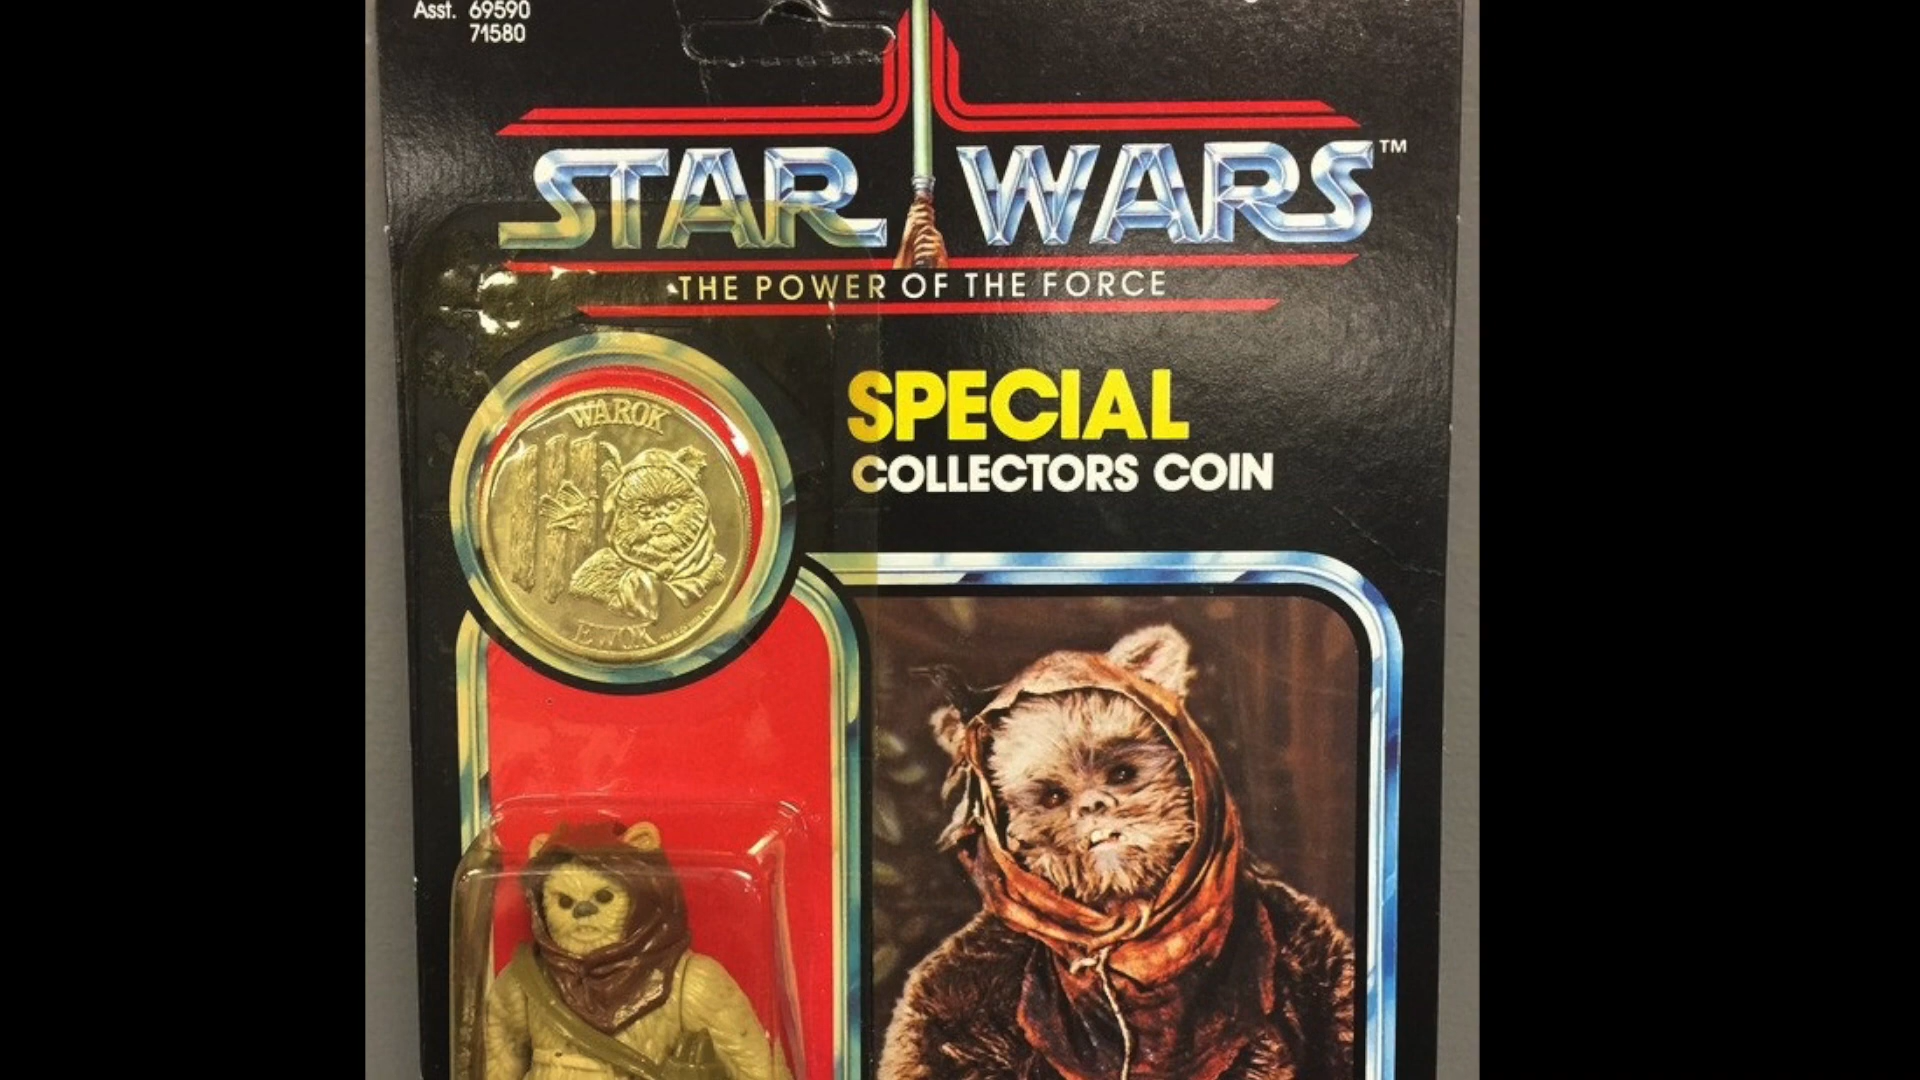 Asst. 69590
71580
STAR WARS™
THE POWER OF THE FORCE
SPECIAL
COLLECTORS COIN
WAROK
EWOK